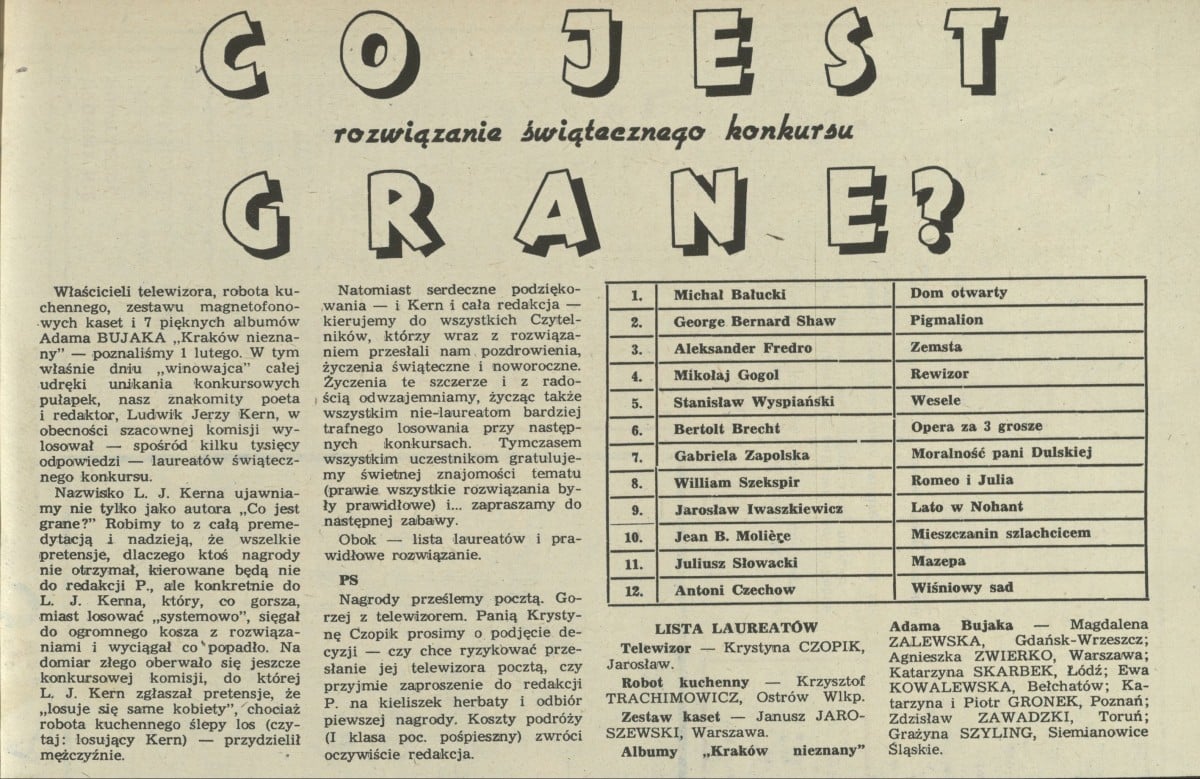 CO JEST
rozwiązanie świątecznego konkursu
GRANE?
Właścicieli telewizora, robota ku-
chennego, zestawu magnetofono-
wych kaset i 7 pięknych albumów
Adama BUJAKA „Kraków niezna-
ny” — poznaliśmy 1 lutego. W tym
właśnie dniu „winowajca” całej
udręki unikania konkursowych
pułapek, nasz znakomity poeta
i redaktor, Ludwik Jerzy Kern, w
obecności szacownej komisji wy-
losował — spośród kilku tysięcy
odpowiedzi — laureatów świątecz-
nego konkursu.
Nazwisko L. J. Kerna ujawnia-
my nie tylko jako autora „Co jest
grane?” Robimy to z całą preme-
dytacją i nadzieją, że wszelkie
pretensje, dlaczego ktoś nagrody
nie otrzymał, kierowane będą nie
do redakcji P., ale konkretnie do
L. J. Kerna, który, co gorsza,
miast losować „systemowo”, sięgał
do ogromnego kosza z rozwiąza-
niami i wyciągał co popadło. Na
domiar złego oberwało się jeszcze
konkursowej komisji, do której
L. J. Kern zgłaszał pretensje, że
„losuje się same kobiety”, chociaż
robota kuchennego ślepy los (czy-
taj: losujący Kern) — przydzielił
mężczyźnie.
Natomiast serdeczne podzięko-
wania — i Kern i cała redakcja —
kierujemy do wszystkich Czytel-
ników, którzy wraz z rozwiąza-
niem przesłali nam pozdrowienia,
życzenia świąteczne i noworoczne.
Życzenia te szczerze i z rado-
ścią odwzajemniamy, życząc także
wszystkim nie-laureatom bardziej
trafnego losowania przy nastę-
pnych konkursach. Tymczasem
wszystkim uczestnikom gratuluje-
my świetnej znajomości tematu
(prawie wszystkie rozwiązania by-
ły prawidłowe) i... zapraszamy do
następnej zabawy.
Obok — lista laureatów i pra-
widłowe rozwiązanie.
PS
Nagrody prześlemy pocztą. Go-
rzej z telewizorem. Panią Krysty-
nę Czopik prosimy o podjęcie de-
cyzji — czy chce ryzykować prze-
słanie jej telewizora pocztą, czy
przyjmie zaproszenie do redakcji
P. na kieliszek herbaty i odbiór
piewszej nagrody. Koszty podróży
(I klasa poc. pośpieszny) zwróci
oczywiście redakcja.
1. Michał Bałucki Dom otwarty
2. George Bernard Shaw Pigmalion
3. Aleksander Fredro Zemsta
4. Mikołaj Gogol Rewizor
5. Stanisław Wyspiański Wesele
6. Bertolt Brecht Opera za 3 grosze
7. Gabriela Zapolska Moralność pani Dulskiej
8. William Szekspir Romeo i Julia
9. Jarosław Iwaszkiewicz Lato w Nohant
10. Jean B. Molière Mieszczanin szlachcicem
11. Juliusz Słowacki Mazepa
12. Antoni Czechow Wiśniowy sad
LISTA LAUREATÓW
Telewizor — Krystyna CZOPIK,
Jarosław.
Robot kuchenny — Krzysztof
TRACHIMOWICZ, Ostrów Wlkp.
Zestaw kaset — Janusz JARO-
SZEWSKI, Warszawa.
Albumy „Kraków nieznany”
Adama Bujaka — Magdalena
ZALEWSKA, Gdańsk-Wrzeszcz;
Agnieszka ZWIERKO, Warszawa;
Katarzyna SKARBEK, Łódź; Ewa
KOWALEWSKA, Bełchatów; Ka-
tarzyna i Piotr GRONEK, Poznań;
Zdzisław ZAWADZKI, Toruń;
Grażyna SZYLING, Siemianowice
Śląskie.